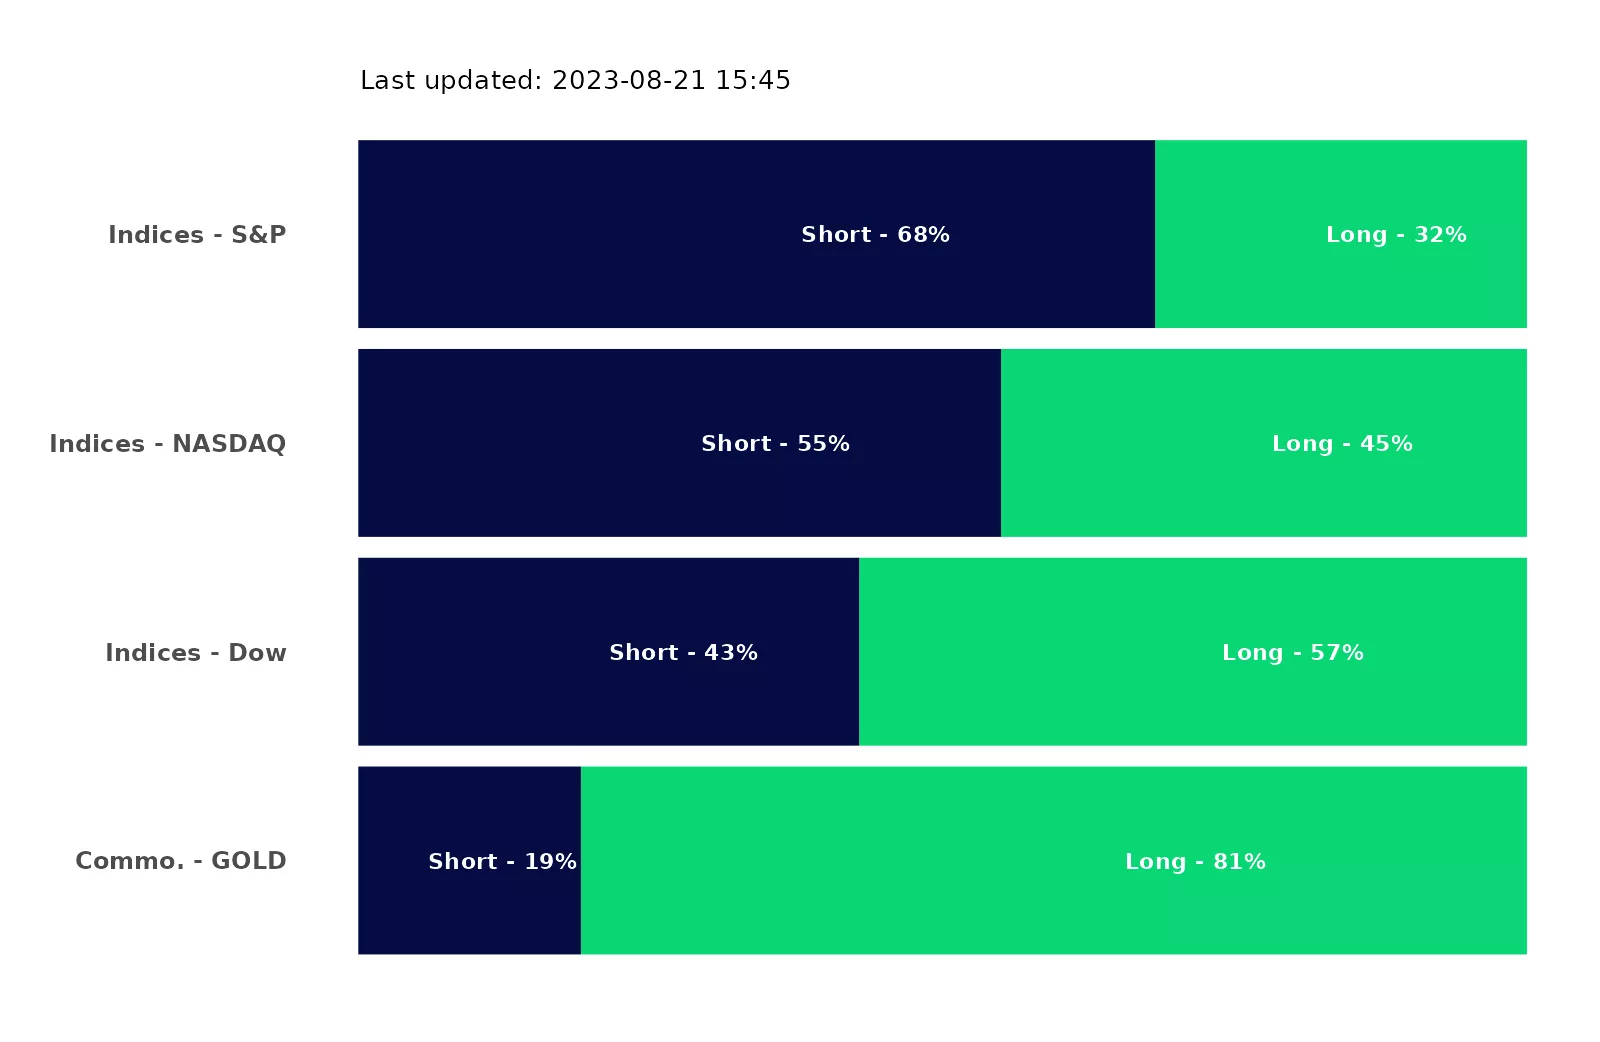 Last updated: 2023-08-21 15:45
Indices - S&P Short - 68% Long - 32%
Indices - NASDAQ Short - 55% Long - 45%
Indices - Dow Short - 43% Long - 57%
Commo. - GOLD Short - 19% Long - 81%